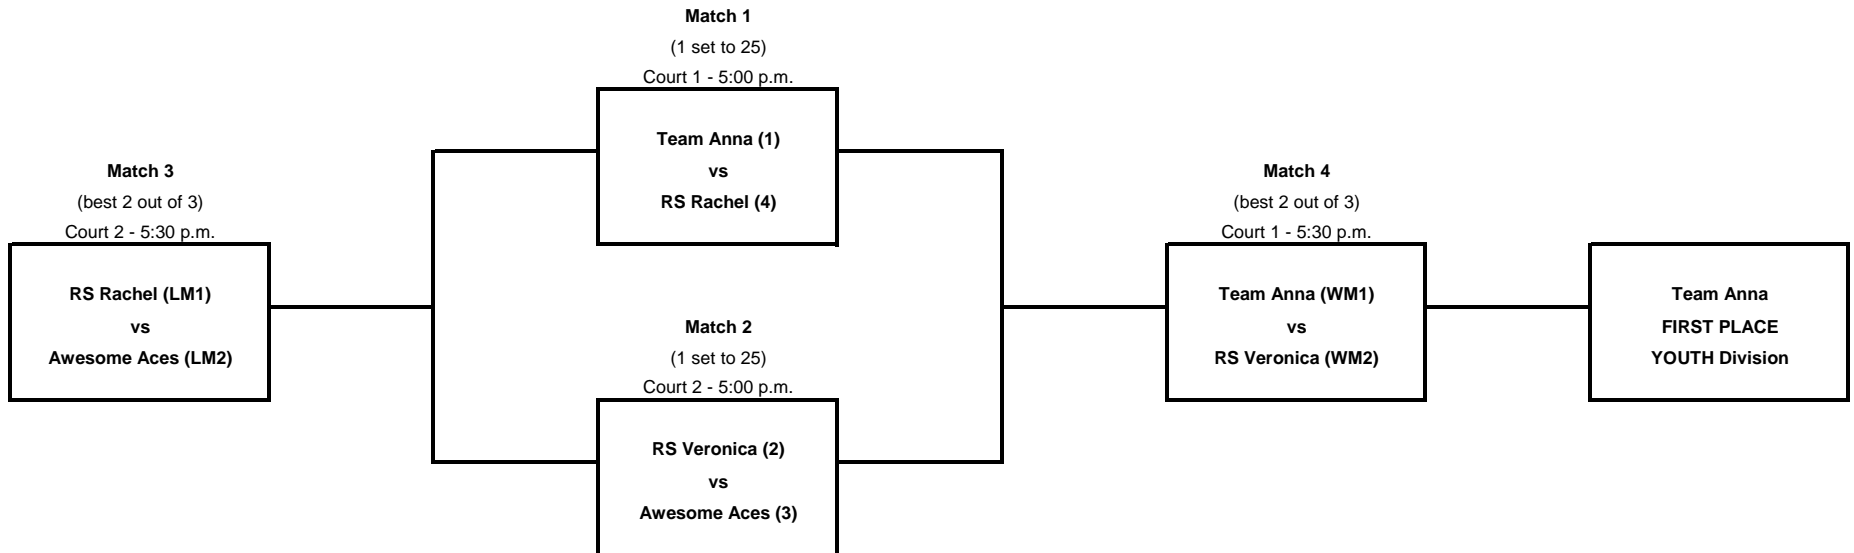 Match 1
(1 set to 25)
Court 1 - 5:00 p.m.
Team Anna (1)
vs
RS Rachel (4)
Match 3
(best 2 out of 3)
Court 2 - 5:30 p.m.
RS Rachel (LM1)
vs
Awesome Aces (LM2)
Match 2
(1 set to 25)
Court 2 - 5:00 p.m.
RS Veronica (2)
vs
Awesome Aces (3)
Match 4
(best 2 out of 3)
Court 1 - 5:30 p.m.
Team Anna (WM1)
vs
RS Veronica (WM2)
Team Anna
FIRST PLACE
YOUTH Division